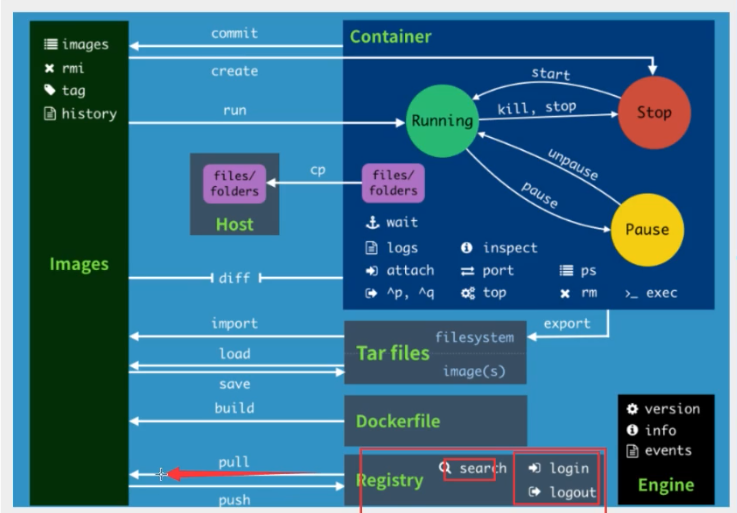 images
rmi
tag
history
Images
commit
create
run
cp
files/
folders
Host
diff
import
load
save
build
pull
push
Container
start
Running
kill, stop
Stop
unpause
pause
Pause
files/
folders
wait
logs
inspect
attach
port
ps
^p, ^q
top
rm
>_ exec
export
filesystem
Tar files
image(s)
Dockerfile
search
login
Registry
logout
version
info
events
Engine